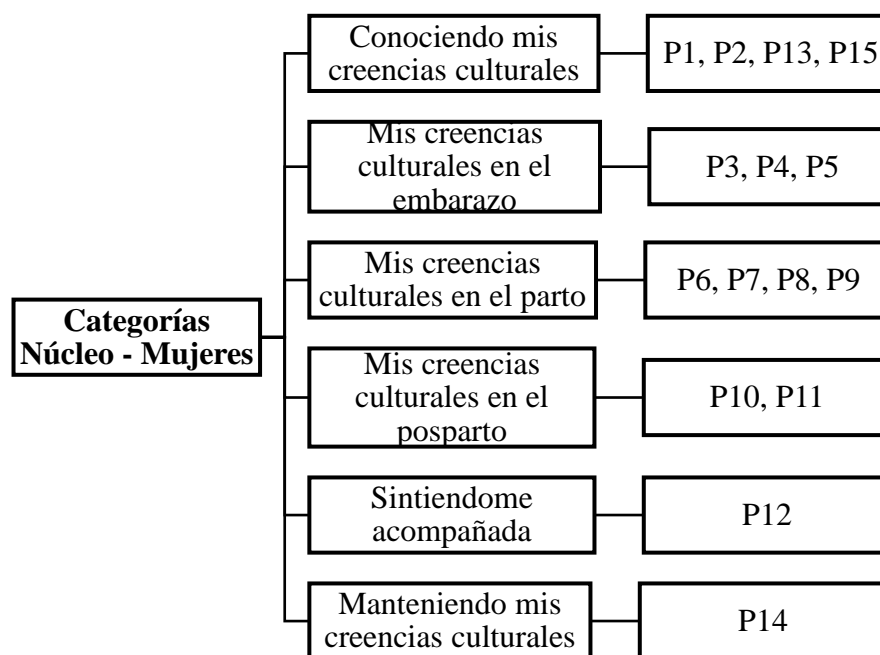 Conociendo mis
creencias culturales
P1, P2, P13, P15
Mis creencias
culturales en el
embarazo
P3, P4, P5
Mis creencias
culturales en el parto
P6, P7, P8, P9
Categorías
Núcleo - Mujeres
Mis creencias
culturales en el
posparto
P10, P11
Sintiendome
acompañada
P12
Manteniendo mis
creencias culturales
P14